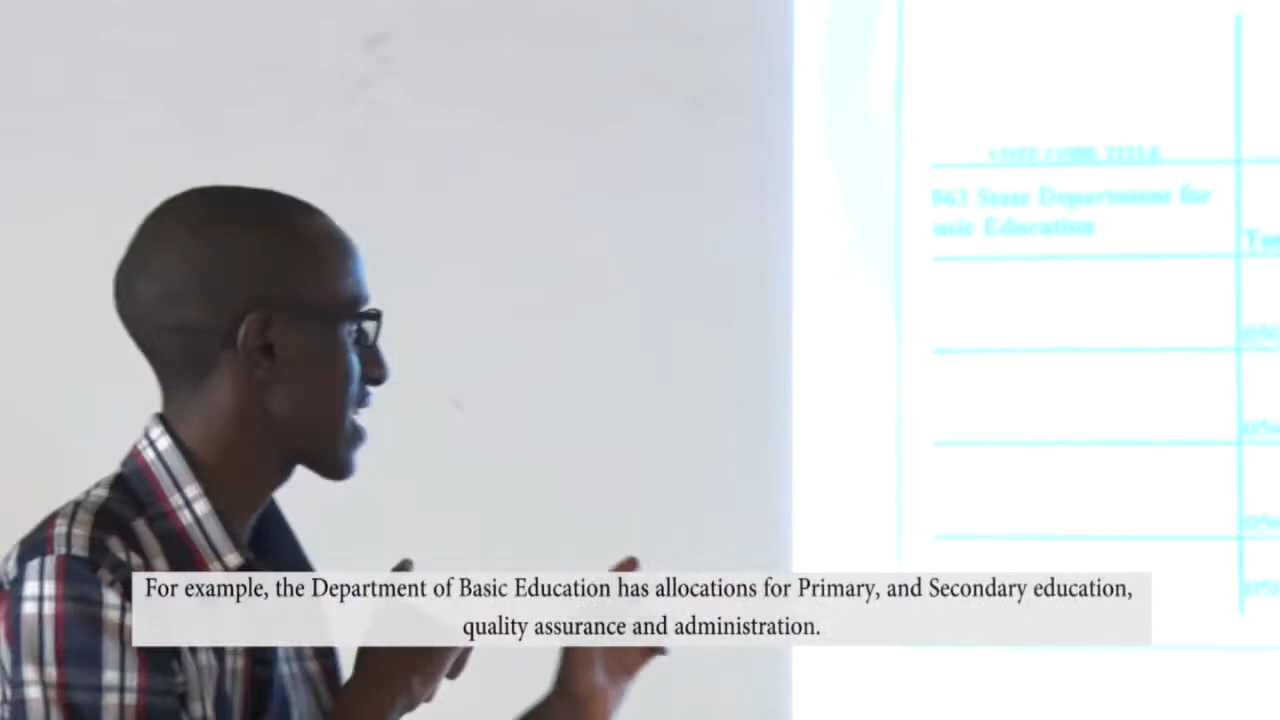 VOTE CODE TITLE
063 State Department for
asic Education
For example, the Department of Basic Education has allocations for Primary, and Secondary education,
quality assurance and administration.